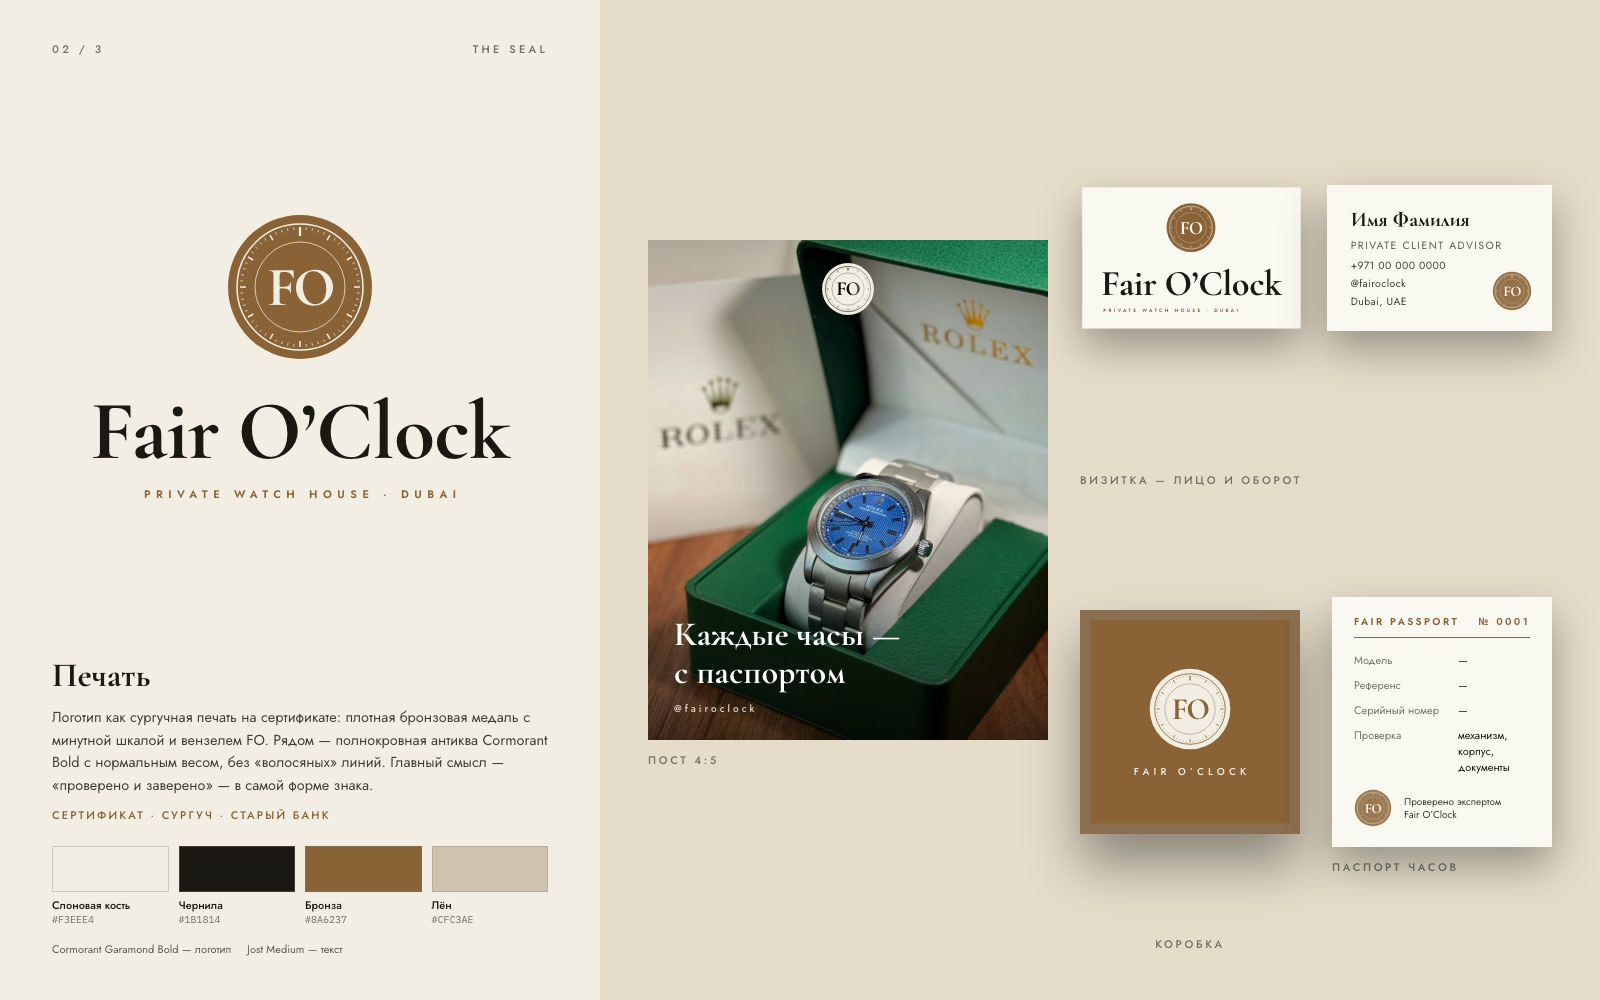 02 / 3
THE SEAL
FO
Fair O’Clock
PRIVATE WATCH HOUSE · DUBAI
Печать
Логотип как сургучная печать на сертификате: плотная бронзовая медаль с
минутной шкалой и вензелем FO. Рядом — полнокровная антиква Cormorant
Bold с нормальным весом, без «волосяных» линий. Главный смысл —
«проверено и заверено» — в самой форме знака.
СЕРТИФИКАТ · СУРГУЧ · СТАРЫЙ БАНК
Слоновая кость
#F3EEE4
Чернила
#1B1814
Бронза
#8A6237
Лён
#CFC3AE
Cormorant Garamond Bold — логотип
Jost Medium — текст
FO
ROLEX
ROLEX
ROLEX
Каждые часы —
с паспортом
@fairoclock
ПОСТ 4:5
FO
Fair O’Clock
PRIVATE WATCH HOUSE · DUBAI
Имя Фамилия
PRIVATE CLIENT ADVISOR
+971 00 000 0000
@fairoclock
Dubai, UAE
FO
ВИЗИТКА — ЛИЦО И ОБОРОТ
FO
FAIR O’CLOCK
КОРОБКА
FAIR PASSPORT № 0001
Модель —
Референс —
Серийный номер —
Проверка механизм,
корпус,
документы
FO
Проверено экспертом
Fair O’Clock
ПАСПОРТ ЧАСОВ